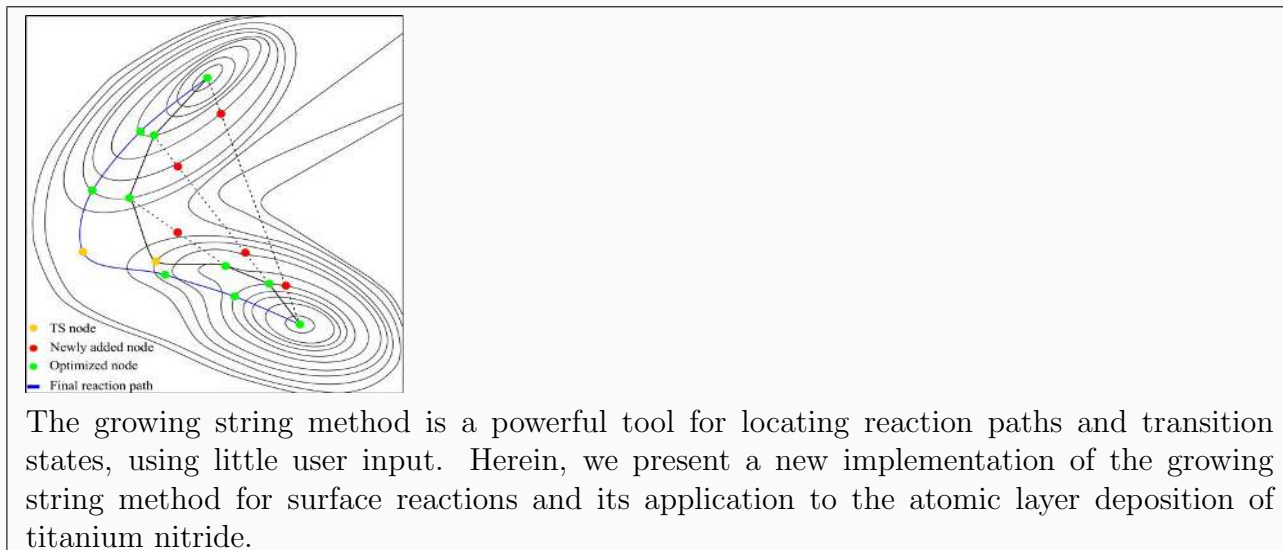 TS node
Newly added node
Optimized node
Final reaction path
The growing string method is a powerful tool for locating reaction paths and transition
states, using little user input. Herein, we present a new implementation of the growing
string method for surface reactions and its application to the atomic layer deposition of
titanium nitride.